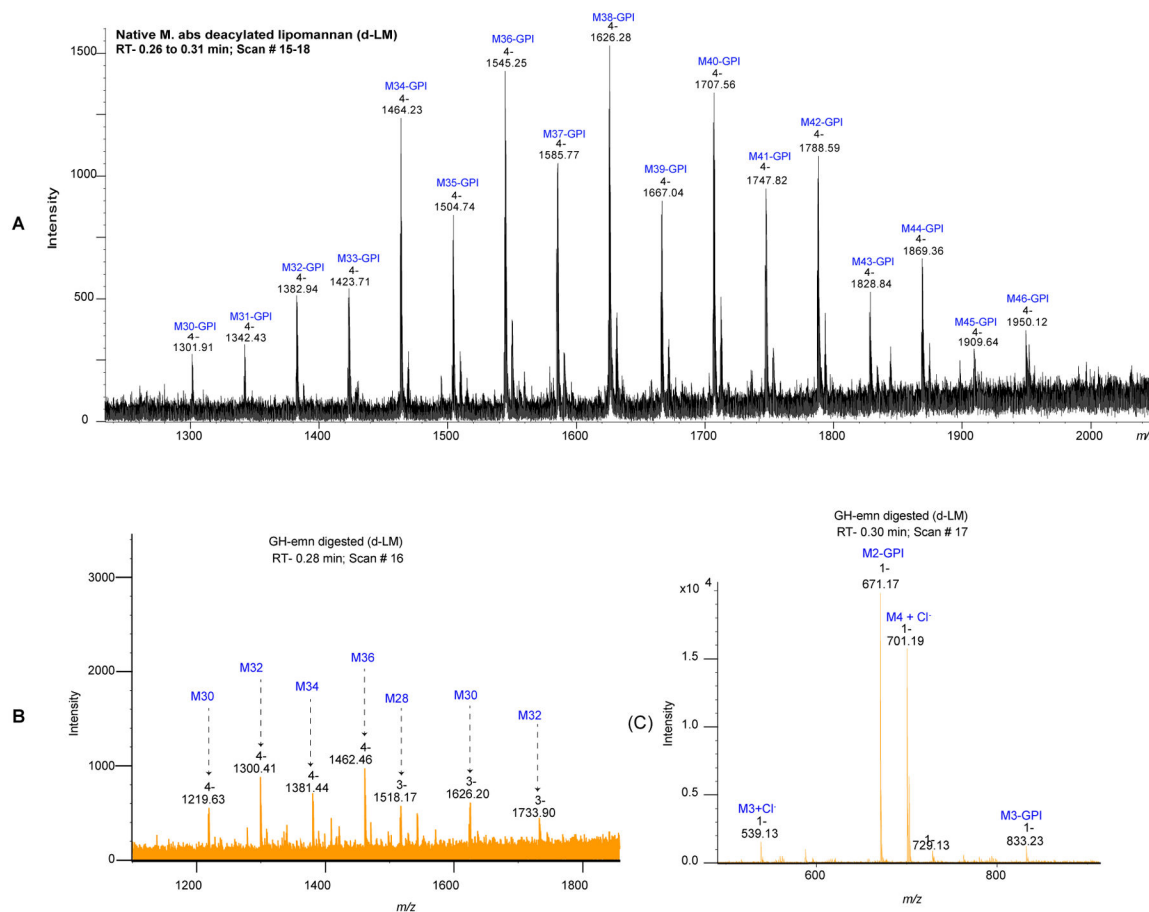 Native M. abs deacylated lipomannan (d-LM)
RT- 0.26 to 0.31 min; Scan # 15-18
A
Intensity
1500
1000
500
0
M30-GPI
4-
1301.91
M31-GPI
4-
1342.43
M32-GPI
4-
1382.94
M33-GPI
4-
1423.71
M34-GPI
4-
1464.23
M35-GPI
4-
1504.74
M36-GPI
4-
1545.25
M37-GPI
4-
1585.77
M38-GPI
4-
1626.28
M39-GPI
4-
1667.04
M40-GPI
4-
1707.56
M41-GPI
4-
1747.82
M42-GPI
4-
1788.59
M43-GPI
4-
1828.84
M44-GPI
4-
1869.36
M45-GPI
4-
1909.64
M46-GPI
4-
1950.12
1300 1400 1500 1600 1700 1800 1900 2000 m/z
B
GH-emn digested (d-LM)
RT- 0.28 min; Scan # 16
Intensity
3000
2000
1000
0
M30
4-
1219.63
M32
4-
1300.41
M34
4-
1381.44
M36
4-
1462.46
M28
3-
1518.17
M30
3-
1626.20
M32
3-
1733.90
1200 1400 1600 1800
m/z
(C)
GH-emn digested (d-LM)
RT- 0.30 min; Scan # 17
x10 4
Intensity
1.5
1.0
0.5
0.0
M3+Cl-
1-
539.13
M2-GPI
1-
671.17
M4 + Cl-
1-
701.19
1-
729.13
M3-GPI
1-
833.23
600 800
m/z